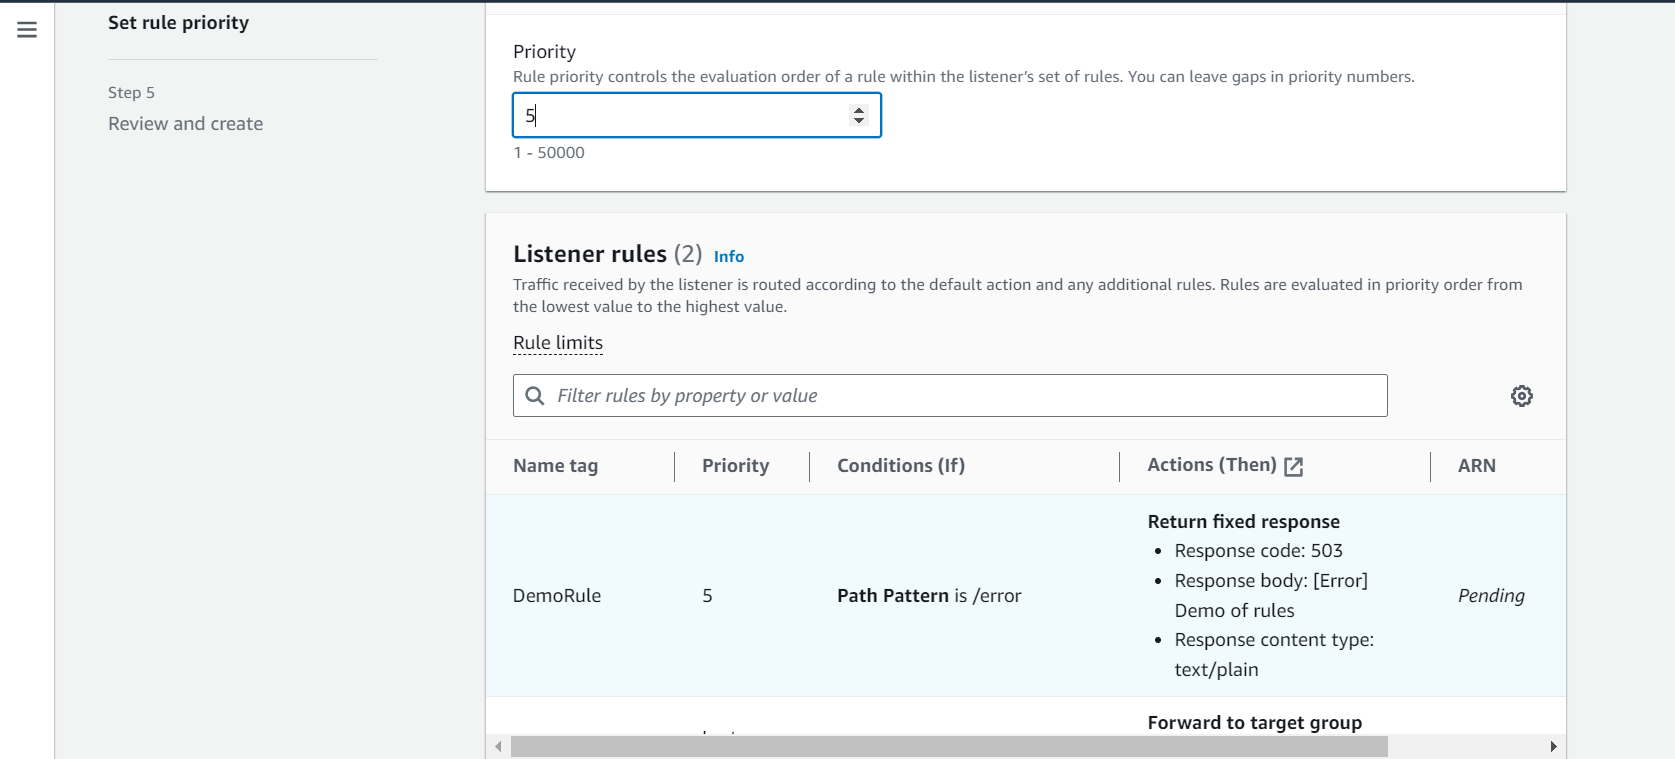 Set rule priority
Step 5
Review and create
Priority
Rule priority controls the evaluation order of a rule within the listener’s set of rules. You can leave gaps in priority numbers.
5
1 - 50000
Listener rules (2) Info
Traffic received by the listener is routed according to the default action and any additional rules. Rules are evaluated in priority order from
the lowest value to the highest value.
Rule limits
Filter rules by property or value
Name tag Priority Conditions (If) Actions (Then) ARN
Return fixed response
Response code: 503
Response body: [Error]
DemoRule 5 Path Pattern is /error Pending
Demo of rules
Response content type:
text/plain
Forward to target group